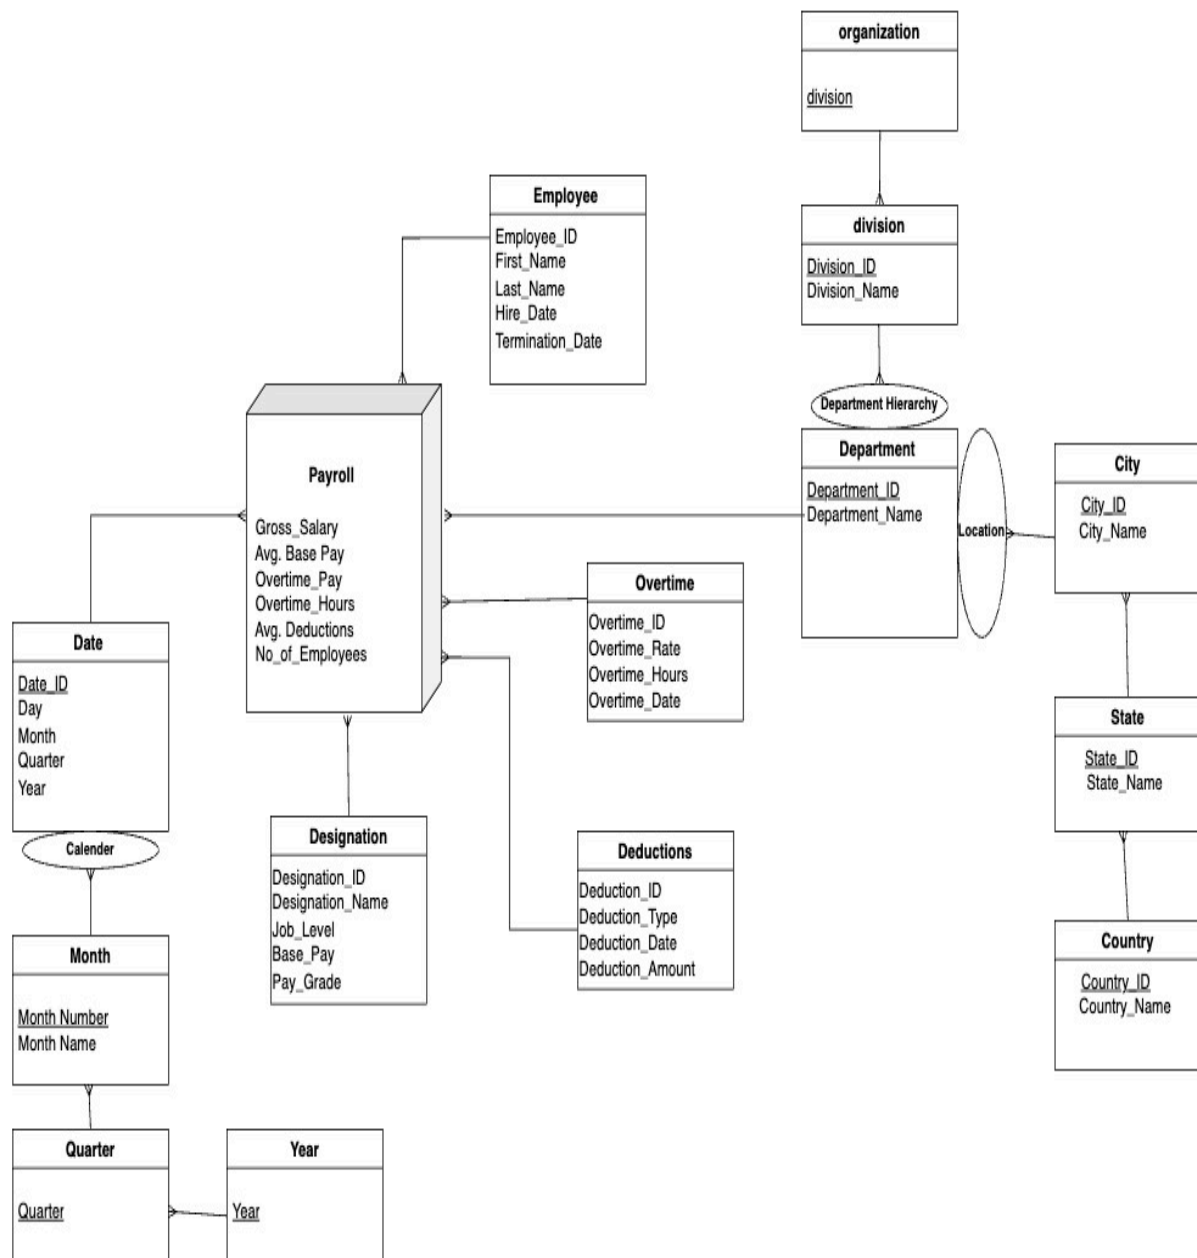 organization
division
Employee
Employee_ID
First_Name
Last_Name
Hire_Date
Termination_Date
division
Division_ID
Division_Name
Department Hierarchy
Department
Department_ID
Department_Name
Location
City
City_ID
City_Name
Payroll
Gross_Salary
Avg. Base Pay
Overtime_Pay
Overtime_Hours
Avg. Deductions
No_of_Employees
Overtime
Overtime_ID
Overtime_Rate
Overtime_Hours
Overtime_Date
Date
Date_ID
Day
Month
Quarter
Year
Calender
State
State_ID
State_Name
Designation
Designation_ID
Designation_Name
Job_Level
Base_Pay
Pay_Grade
Deductions
Deduction_ID
Deduction_Type
Deduction_Date
Deduction_Amount
Month
Month Number
Month Name
Country
Country_ID
Country_Name
Quarter
Quarter
Year
Year